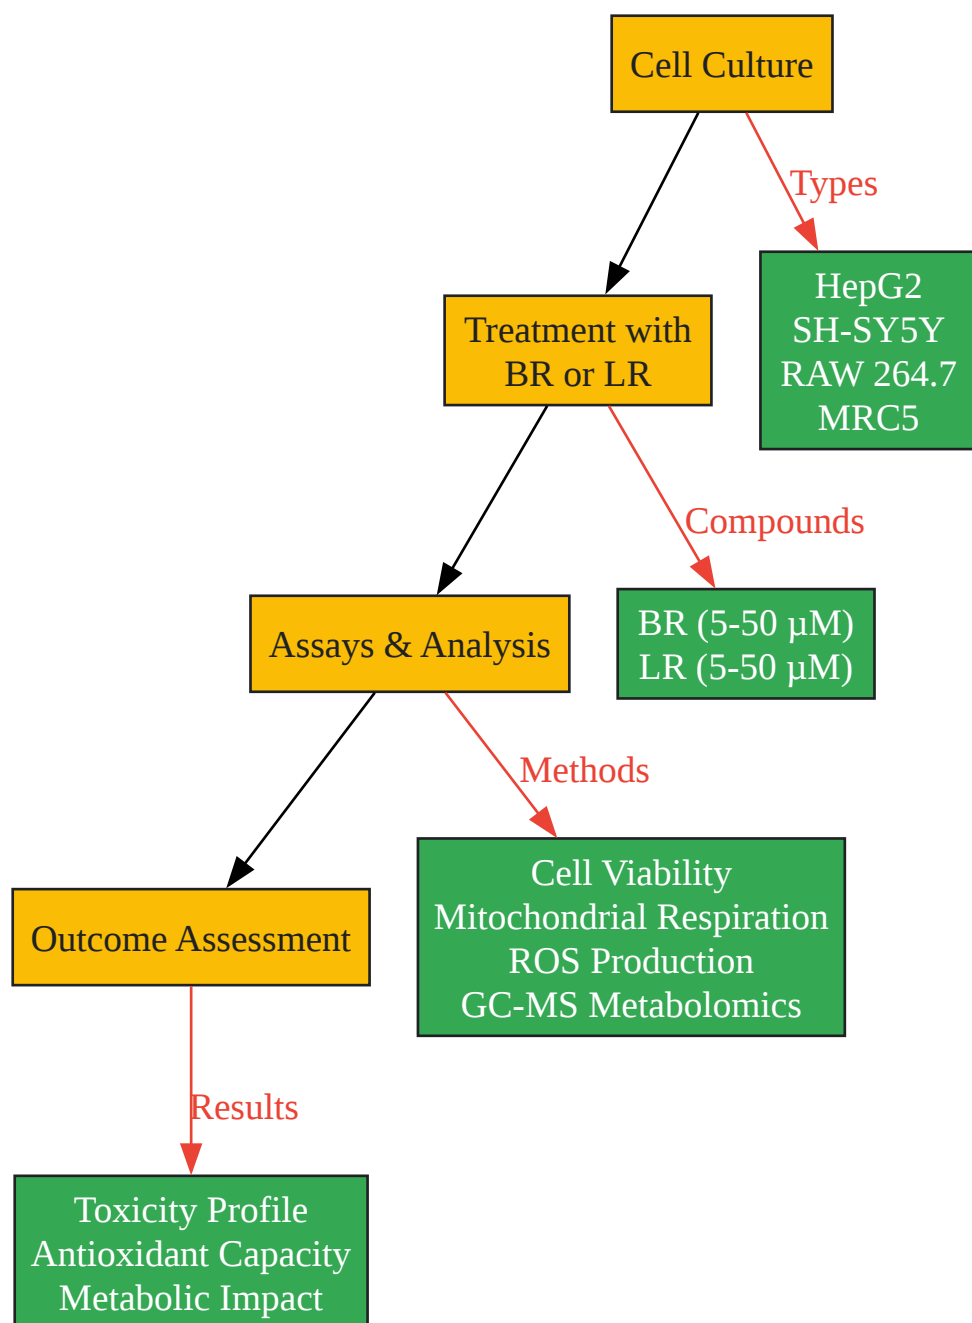 Cell Culture
Types
HepG2
SH-SY5Y
RAW 264.7
MRC5
Treatment with
BR or LR
Compounds
BR (5-50 µM)
LR (5-50 µM)
Assays & Analysis
Methods
Cell Viability
Mitochondrial Respiration
ROS Production
GC-MS Metabolomics
Outcome Assessment
Results
Toxicity Profile
Antioxidant Capacity
Metabolic Impact